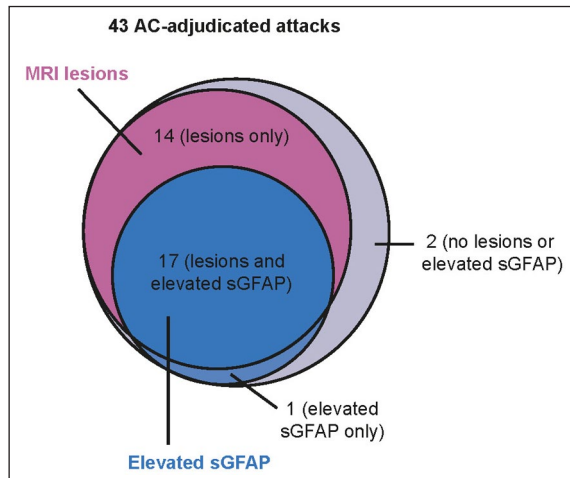 43 AC-adjudicated attacks
MRI lesions
14 (lesions only)
17 (lesions and
elevated sGFAP)
2 (no lesions or
elevated sGFAP)
1 (elevated
sGFAP only)
Elevated sGFAP